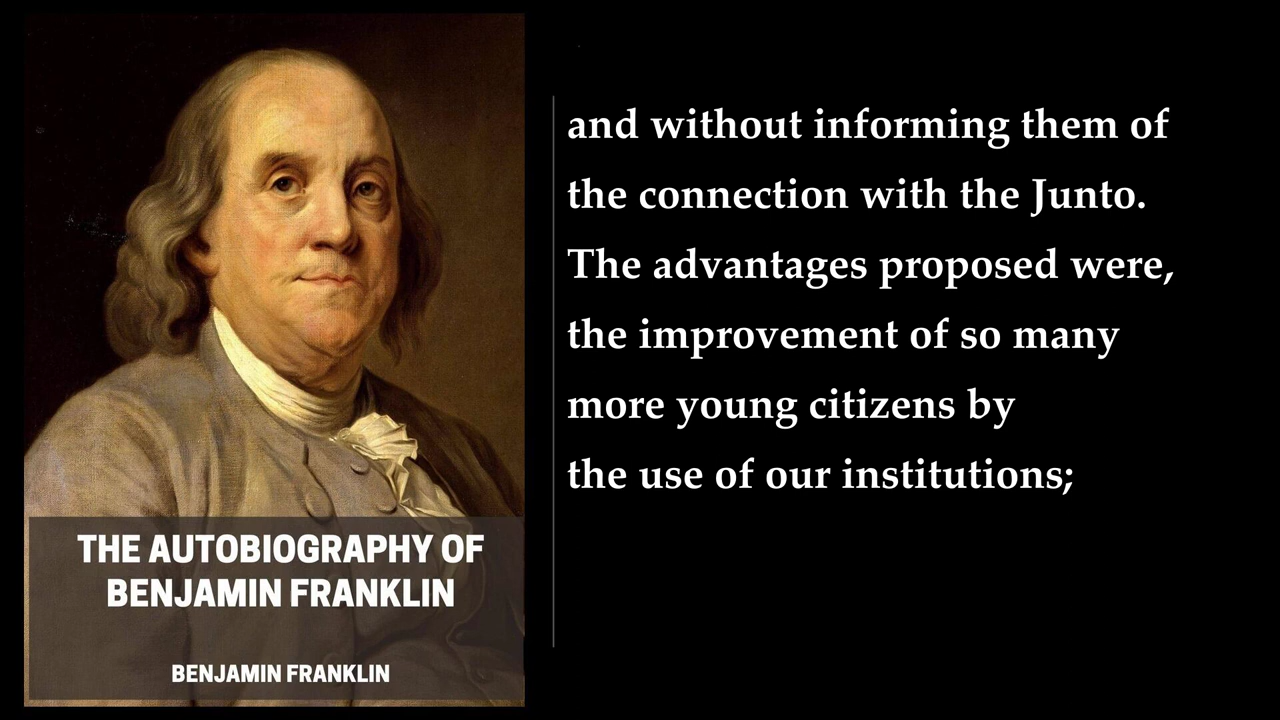 and without informing them of
the connection with the Junto.
The advantages proposed were,
the improvement of so many
more young citizens by
the use of our institutions;
THE AUTOBIOGRAPHY OF
BENJAMIN FRANKLIN
BENJAMIN FRANKLIN